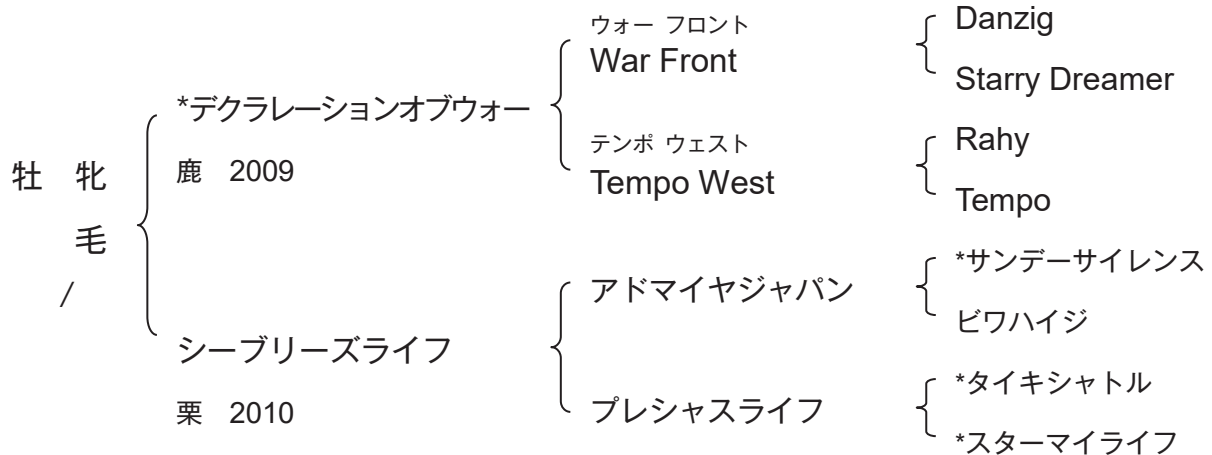 牡 牝
毛
/
*デクラレーションオブウォー
鹿 2009
シーブリーズライフ
栗 2010
ウォー フロント
War Front
テンポ ウェスト
Tempo West
アドマイヤジャパン
プレシャスライフ
Danzig
Starry Dreamer
Rahy
Tempo
*サンデーサイレンス
ビワハイジ
*タイキシャトル
*スターマイライフ